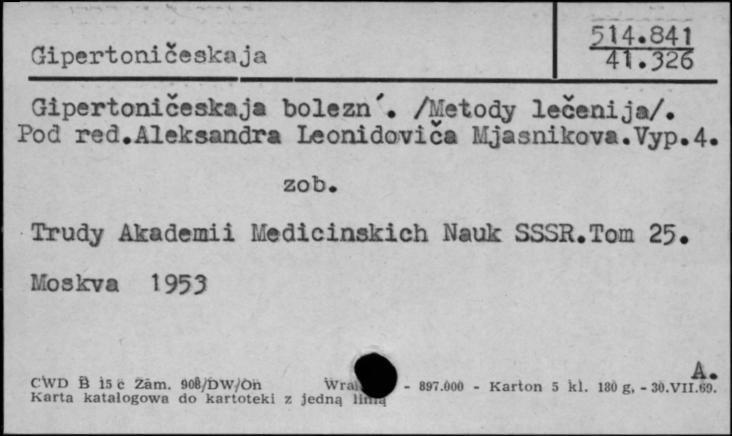 Gipertoničeskaja
514.841
41.326
Gipertoničeskaja bolezn´. /Metody lečenija/.
Pod red.Aleksandra Leonidoviča Mjasnikova.Vyp.4.
zob.
Trudy Akademii Medicinskich Nauk SSSR.Tom 25.
Moskva 1953
A.
CWD B 15 c Zam. 908/DW/On - 897.000 - Karton 5 kl. 180 g, - 30.VII.69.
Karta katalogowa do kartoteki z jedną linią